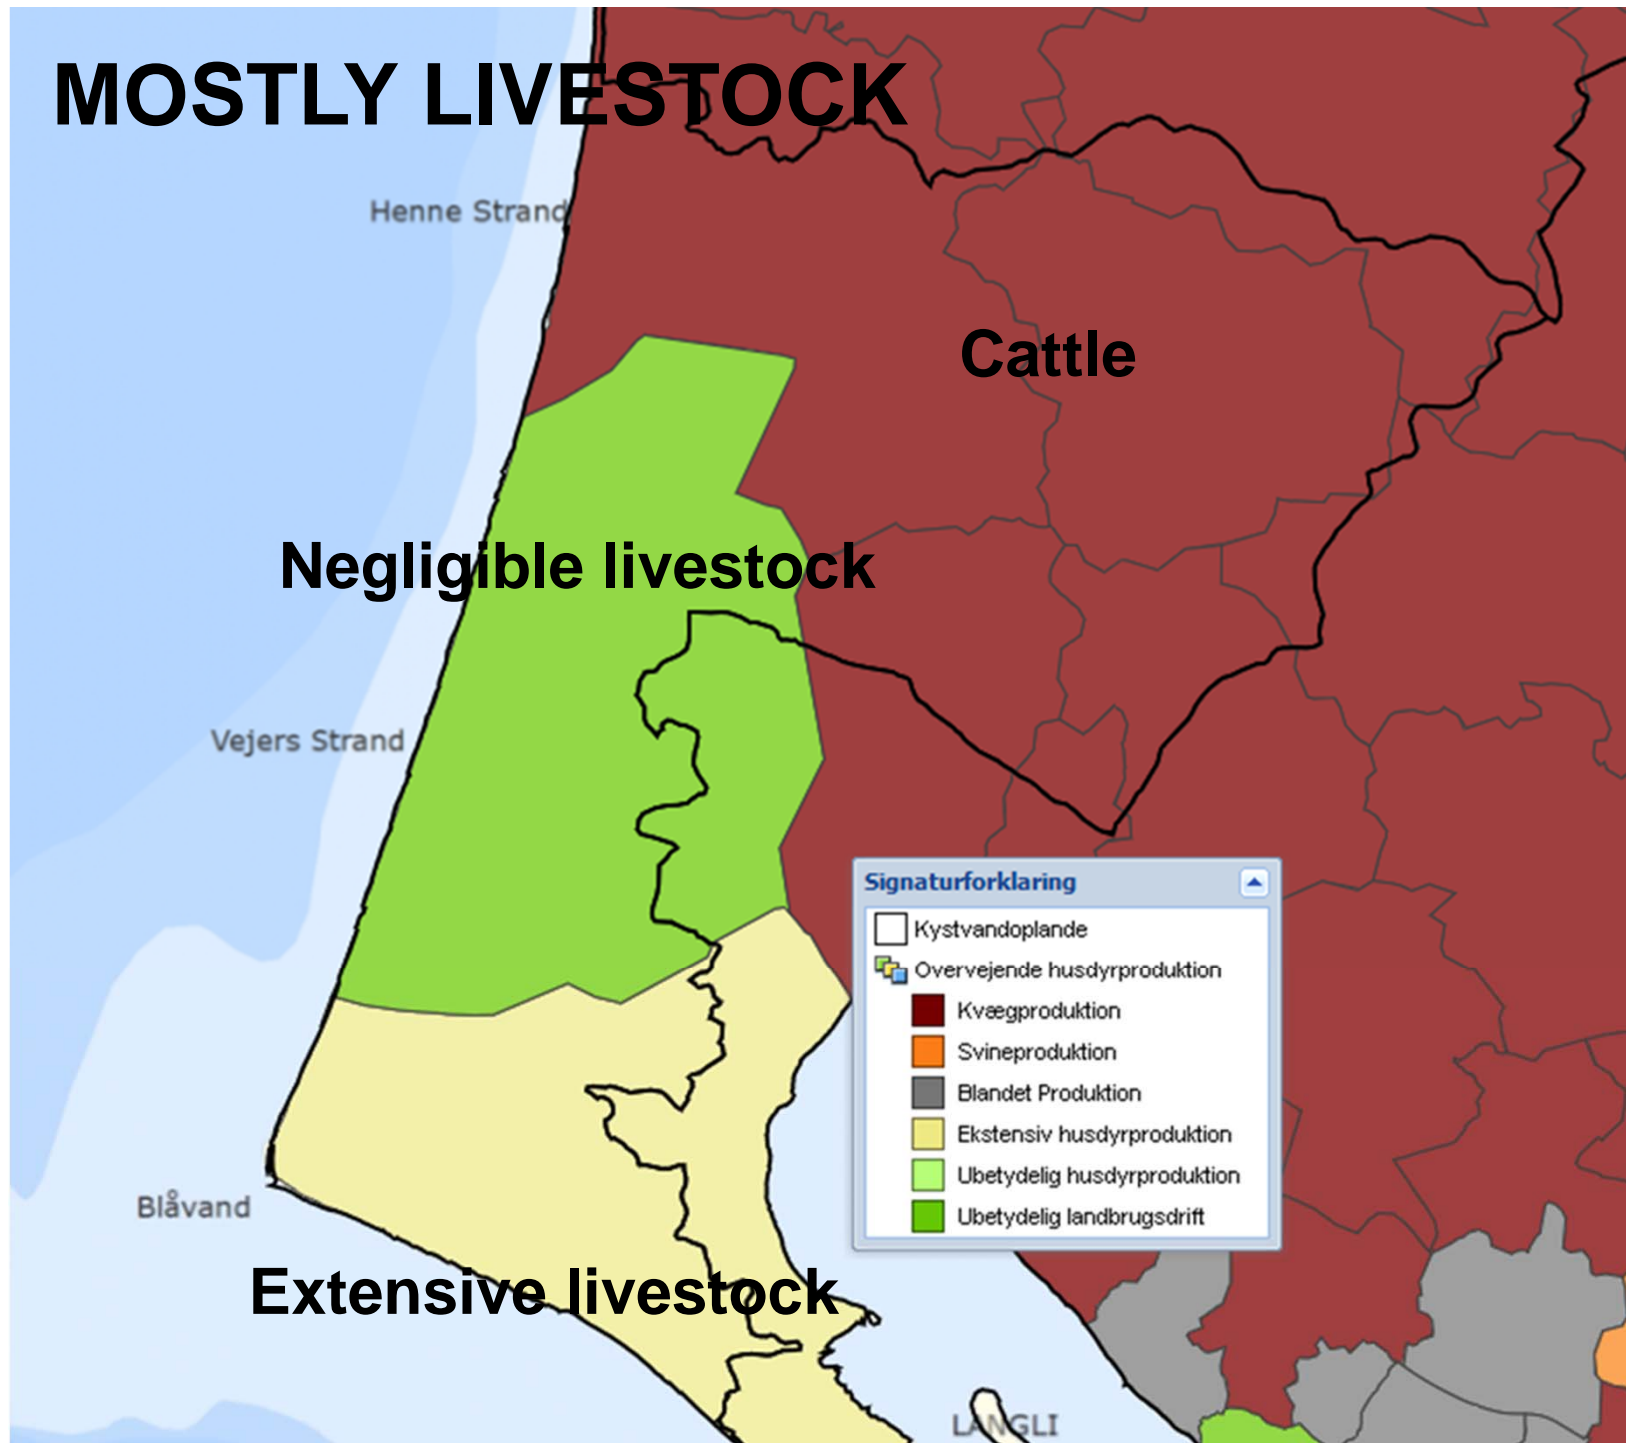 MOSTLY LIVESTOCK
Henne Strand
Cattle
Negligible livestock
Vejers Strand
Signaturforklaring
Kystvandoplande
Overvejende husdyrproduktion
Kvægproduktion
Svineproduktion
Blandet Produktion
Ekstensiv husdyrproduktion
Ubetydelig husdyrproduktion
Ubetydelig landbrugsdrift
Blåvand
Extensive livestock
LANGLI